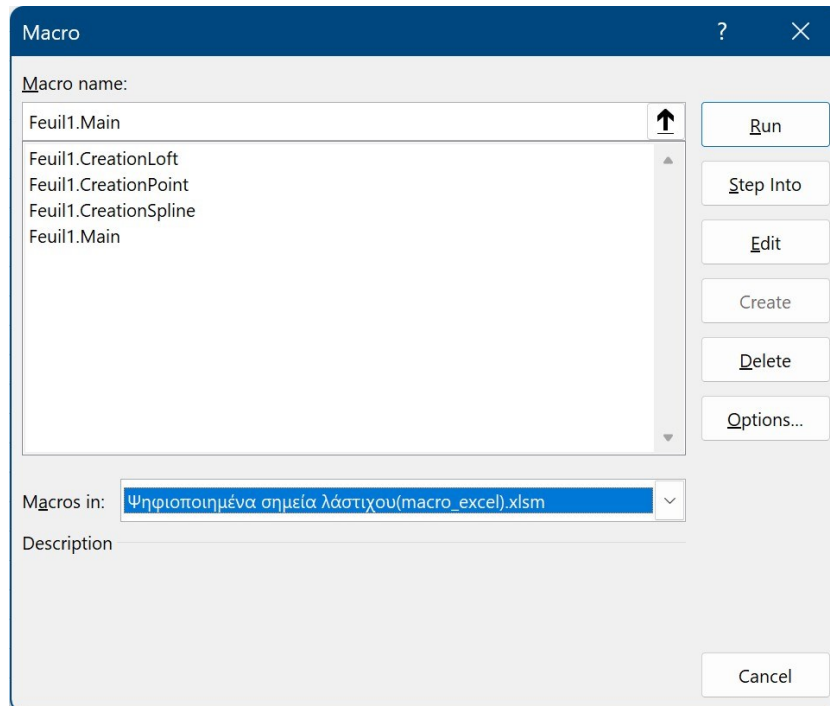 Macro
?
Macro name:
Feuil1.Main
Run
Feuil1.CreationLoft
Feuil1.CreationPoint
Feuil1.CreationSpline
Feuil1.Main
Step Into
Edit
Create
Delete
Options...
Macros in:
Ψηφιοποιημένα σημεία λάστιχου(macro_excel).xlsm
Description
Cancel